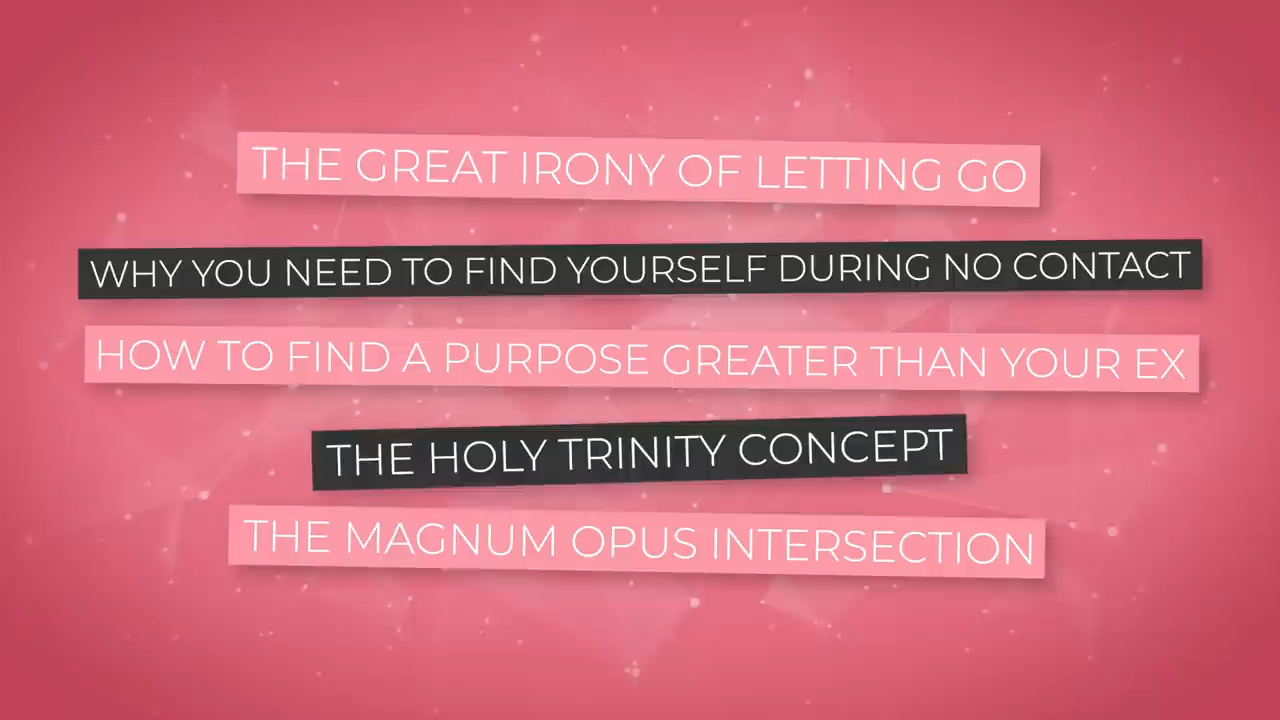 THE GREAT IRONY OF LETTING GO
WHY YOU NEED TO FIND YOURSELF DURING NO CONTACT
HOW TO FIND A PURPOSE GREATER THAN YOUR EX
THE HOLY TRINITY CONCEPT
THE MAGNUM OPUS INTERSECTION